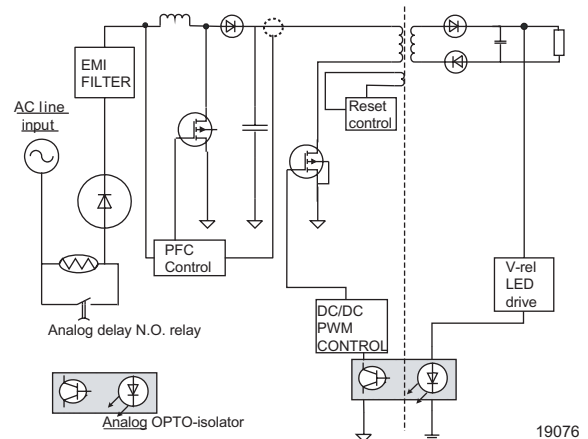 EMI
FILTER
AC line
input
Reset
control
PFC
Control
V-rel
LED
drive
DC/DC
PWM
CONTROL
Analog delay N.O. relay
Analog OPTO-isolator
19076